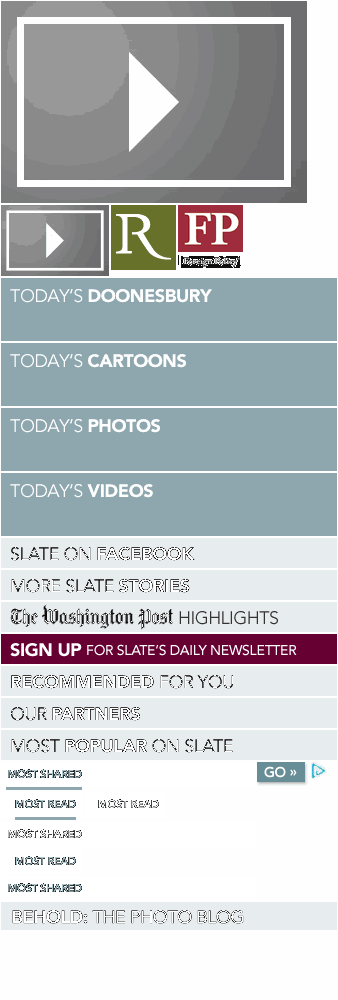 R FP
Foreign Policy
TODAY'S DOONESBURY
TODAY'S CARTOONS
TODAY'S PHOTOS
TODAY'S VIDEOS
SLATE ON FACEBOOK
MORE SLATE STORIES
The Washington Post HIGHLIGHTS
SIGN UP FOR SLATE'S DAILY NEWSLETTER
RECOMMENDED FOR YOU
OUR PARTNERS
MOST POPULAR ON SLATE
MOST SHARED GO »
MOST READ MOST READ
MOST SHARED
MOST READ
MOST SHARED
BEHOLD: THE PHOTO BLOG